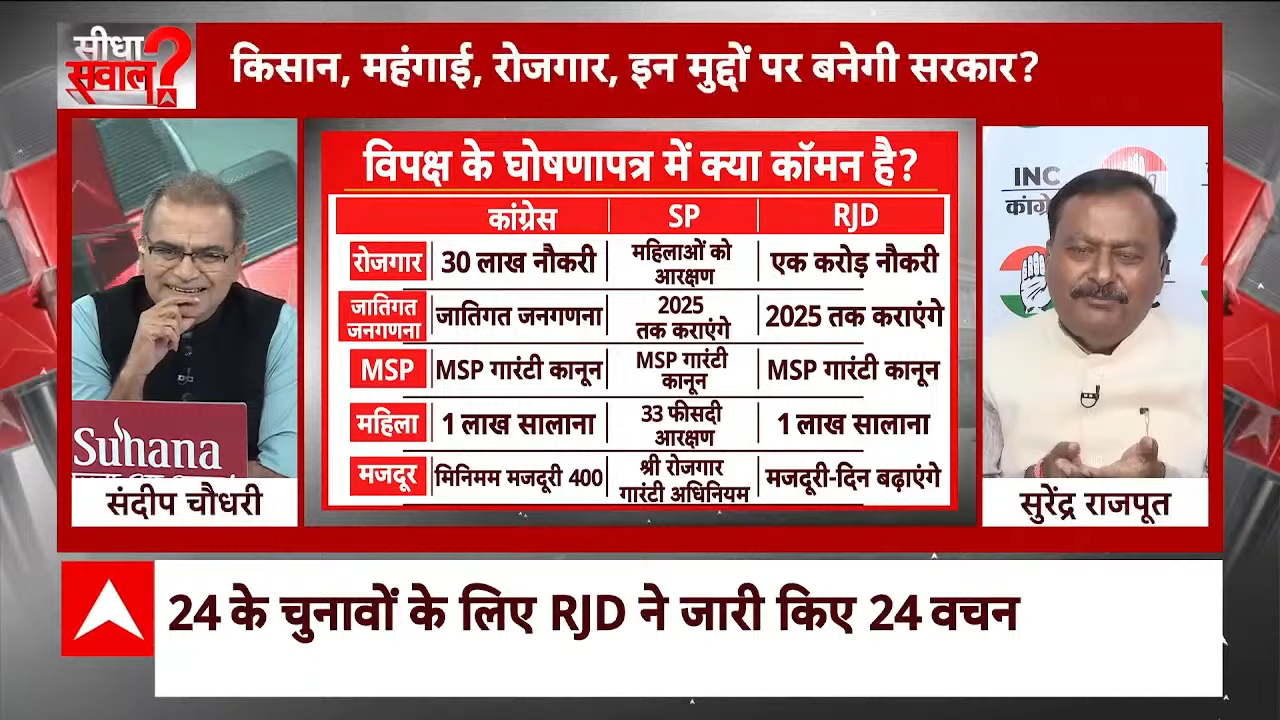 सीधा
सवाल?
किसान, महंगाई, रोजगार, इन मुद्दों पर बनेगी सरकार?
विपक्ष के घोषणापत्र में क्या कॉमन है?
कांग्रेस SP RJD
रोजगार 30 लाख नौकरी महिलाओं को
आरक्षण एक करोड़ नौकरी
जातिगत
जनगणना जातिगत जनगणना 2025
तक कराएंगे 2025 तक कराएंगे
MSP MSP गारंटी कानून MSP गारंटी
कानून MSP गारंटी कानून
महिला 1 लाख सालाना 33 फीसदी
आरक्षण 1 लाख सालाना
मजदूर मिनिमम मजदूरी 400 श्री रोजगार
गारंटी अधिनियम मजदूरी-दिन बढ़ाएंगे
Suhana
संदीप चौधरी
INC
सुरेंद्र राजपूत
24 के चुनावों के लिए RJD ने जारी किए 24 वचन